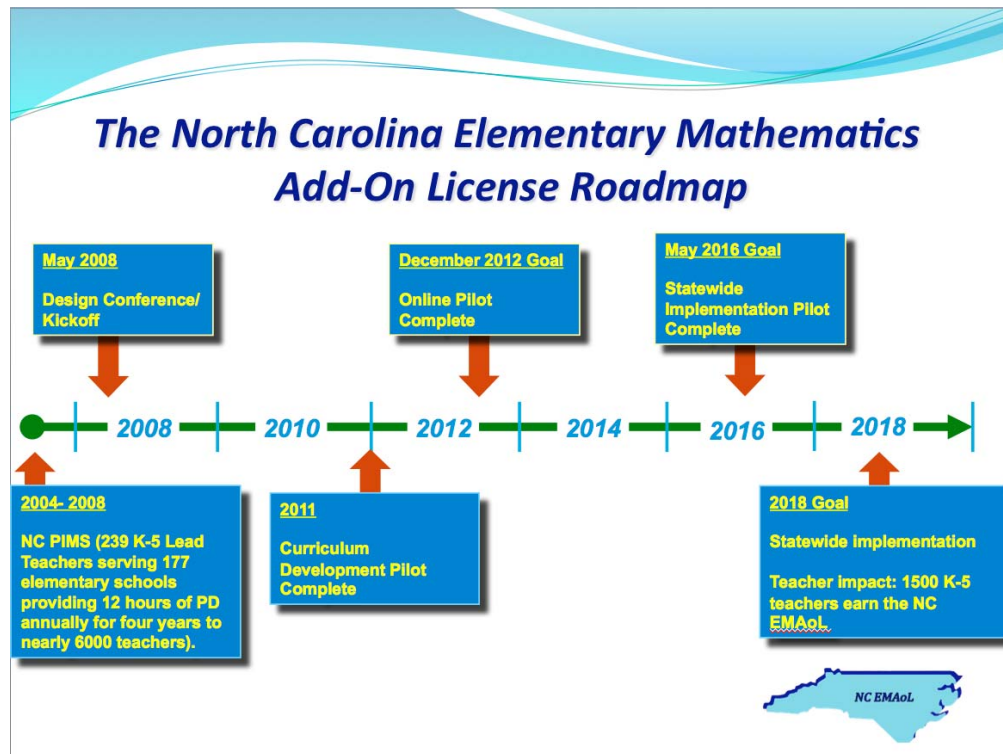 The North Carolina Elementary Mathematics
Add-On License Roadmap
May 2008
Design Conference/
Kickoff
December 2012 Goal
Online Pilot
Complete
May 2016 Goal
Statewide
Implementation Pilot
Complete
2008
2010
2012
2014
2016
2018
2004- 2008
NC PIMS (239 K-5 Lead
Teachers serving 177
elementary schools
providing 12 hours of PD
annually for four years to
nearly 6000 teachers).
2011
Curriculum
Development Pilot
Complete
2018 Goal
Statewide implementation
Teacher impact: 1500 K-5
teachers earn the NC
EMAoL
NC EMAoL